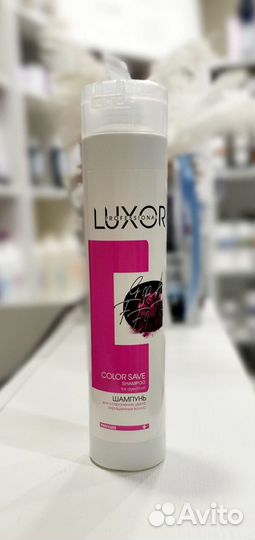 LUXOR
PROFESSIONAL
COLOR SAVE
SHAMPOO
for dyed hair
ШАМПУНЬ
для сохранения цвета
окрашенных волос
Avito